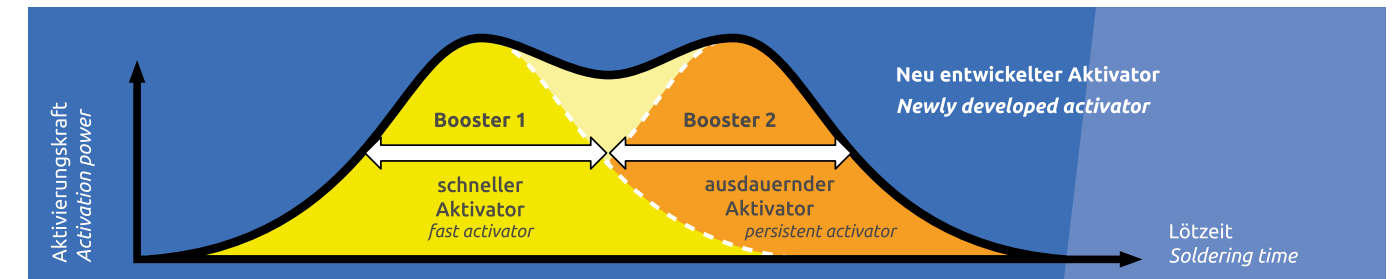 Aktivierungskraft
Activation power
Booster 1
schneller
Aktivator
fast activator
Booster 2
ausdauernder
Aktivator
persistent activator
Neu entwickelter Aktivator
Newly developed activator
Lötzeit
Soldering time